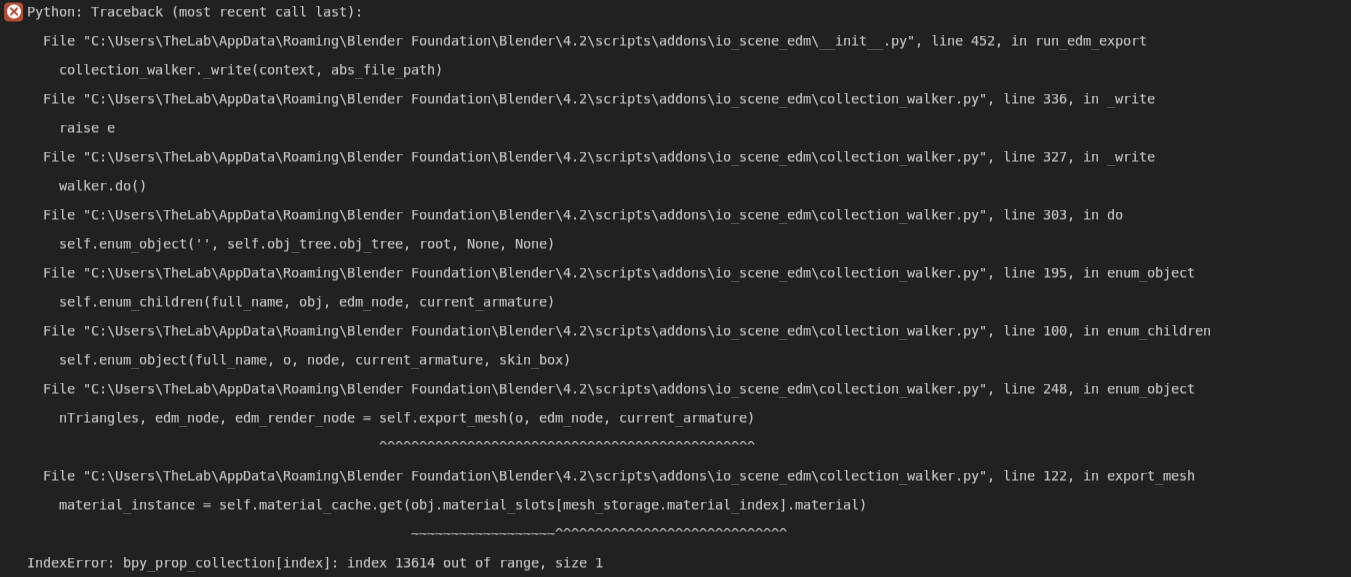 Python: Traceback (most recent call last):
  File "C:\Users\TheLab\AppData\Roaming\Blender Foundation\Blender\4.2\scripts\addons\io_scene_edm\__init__.py", line 452, in run_edm_export
    collection_walker._write(context, abs_file_path)
  File "C:\Users\TheLab\AppData\Roaming\Blender Foundation\Blender\4.2\scripts\addons\io_scene_edm\collection_walker.py", line 336, in _write
    raise e
  File "C:\Users\TheLab\AppData\Roaming\Blender Foundation\Blender\4.2\scripts\addons\io_scene_edm\collection_walker.py", line 327, in _write
    walker.do()
  File "C:\Users\TheLab\AppData\Roaming\Blender Foundation\Blender\4.2\scripts\addons\io_scene_edm\collection_walker.py", line 303, in do
    self.enum_object('', self.obj_tree.obj_tree, root, None, None)
  File "C:\Users\TheLab\AppData\Roaming\Blender Foundation\Blender\4.2\scripts\addons\io_scene_edm\collection_walker.py", line 195, in enum_object
    self.enum_children(full_name, obj, edm_node, current_armature)
  File "C:\Users\TheLab\AppData\Roaming\Blender Foundation\Blender\4.2\scripts\addons\io_scene_edm\collection_walker.py", line 100, in enum_children
    self.enum_object(full_name, o, node, current_armature, skin_box)
  File "C:\Users\TheLab\AppData\Roaming\Blender Foundation\Blender\4.2\scripts\addons\io_scene_edm\collection_walker.py", line 248, in enum_object
    nTriangles, edm_node, edm_render_node = self.export_mesh(o, edm_node, current_armature)
                                            ^^^^^^^^^^^^^^^^^^^^^^^^^^^^^^^^^^^^^^^^^^^^^^^
  File "C:\Users\TheLab\AppData\Roaming\Blender Foundation\Blender\4.2\scripts\addons\io_scene_edm\collection_walker.py", line 122, in export_mesh
    material_instance = self.material_cache.get(obj.material_slots[mesh_storage.material_index].material)
                                                ~~~~~~~~~~~~~~~~~~^^^^^^^^^^^^^^^^^^^^^^^^^^^^^
IndexError: bpy_prop_collection[index]: index 13614 out of range, size 1